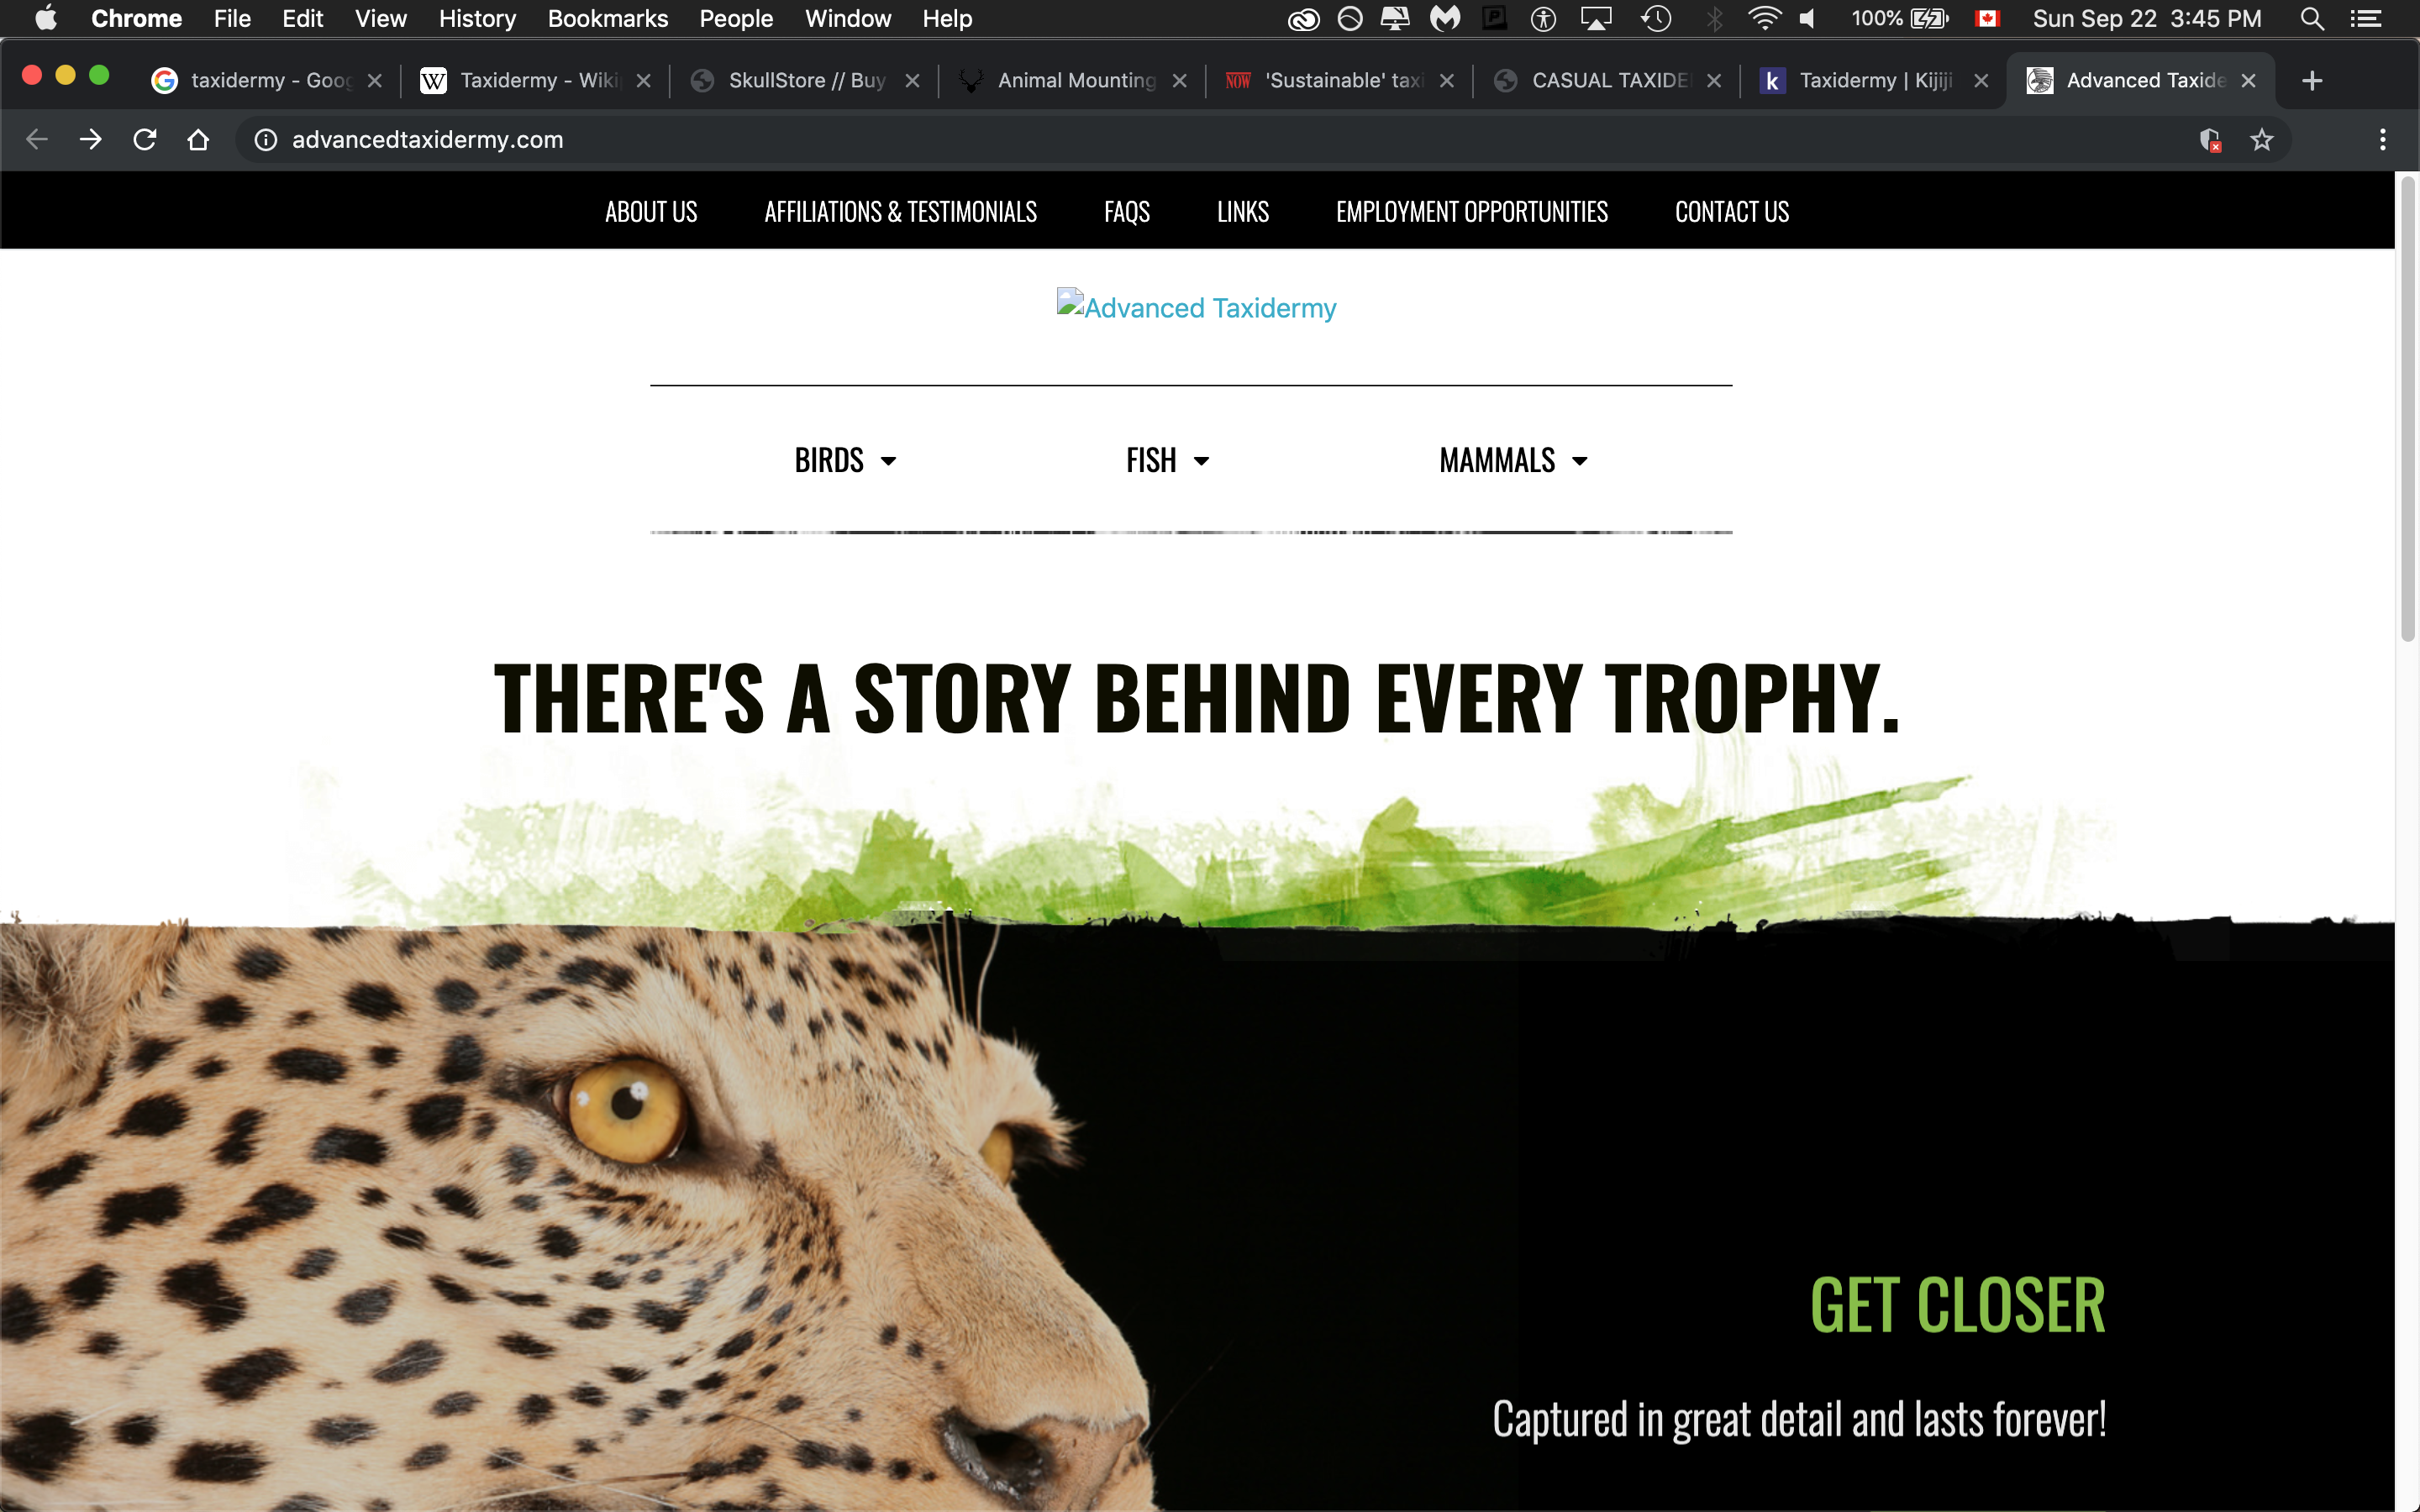 Chrome File Edit View History Bookmarks People Window Help 100% Sun Sep 22 3:45 PM
taxidermy - Goog Taxidermy - Wiki SkullStore // Buy Animal Mounting NOW 'Sustainable' taxi CASUAL TAXIDE Taxidermy | Kijiji Advanced Taxide
advancedtaxidermy.com
ABOUT US AFFILIATIONS & TESTIMONIALS FAQS LINKS EMPLOYMENT OPPORTUNITIES CONTACT US
Advanced Taxidermy
BIRDS FISH MAMMALS
THERE'S A STORY BEHIND EVERY TROPHY.
GET CLOSER
Captured in great detail and lasts forever!